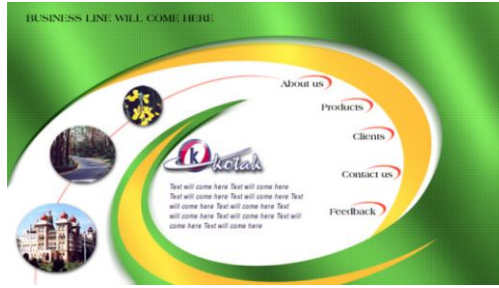 BUSINESS LINE WILL COME HERE
About us
Products
Clients
Contact us
Feedback
k kotak
Text will come here Text will come here
Text will come here Text will come here Text
will come here Text will come here Text
will come here Text will come here Text will
come here Text will come here